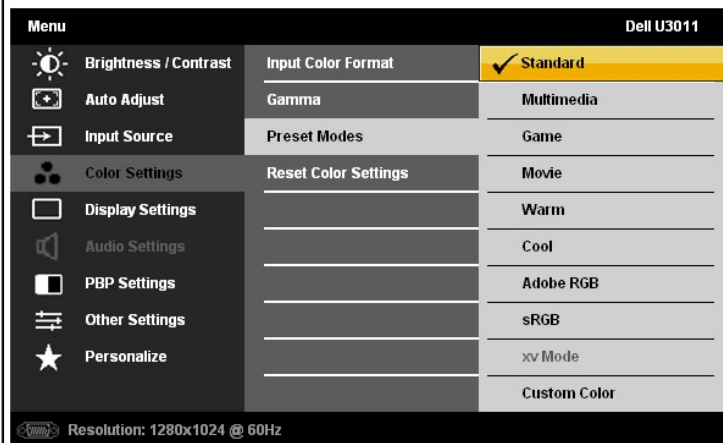 Menu Dell U3011
Brightness / Contrast Input Color Format Standard
Auto Adjust Gamma Multimedia
Input Source Preset Modes Game
Color Settings Reset Color Settings Movie
Display Settings Warm
Audio Settings Cool
PBP Settings Adobe RGB
Other Settings sRGB
Personalize xv Mode
Custom Color
Resolution: 1280x1024 @ 60Hz